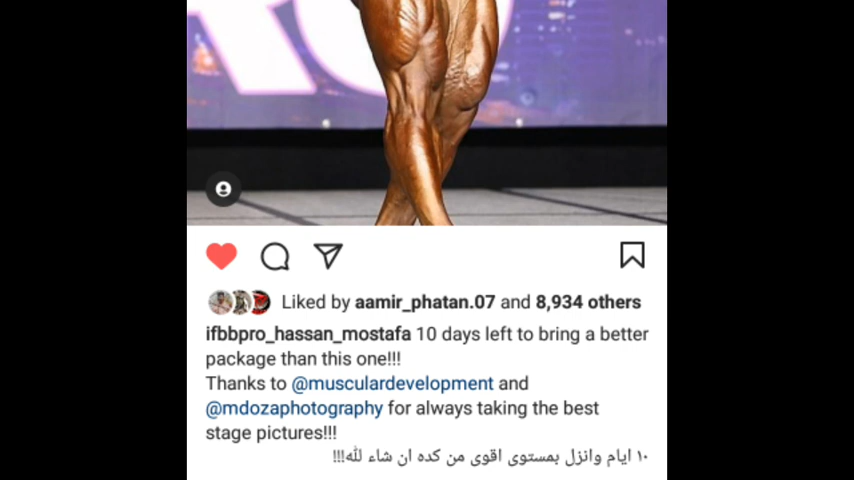 Liked by aamir_phatan.07 and 8,934 others
ifbbpro_hassan_mostafa 10 days left to bring a better
package than this one!!!
Thanks to @musculardevelopment and
@mdozaphotography for always taking the best
stage pictures!!!
١٠ ايام وانزل بمستوى اقوى من كده ان شاء لله!!!